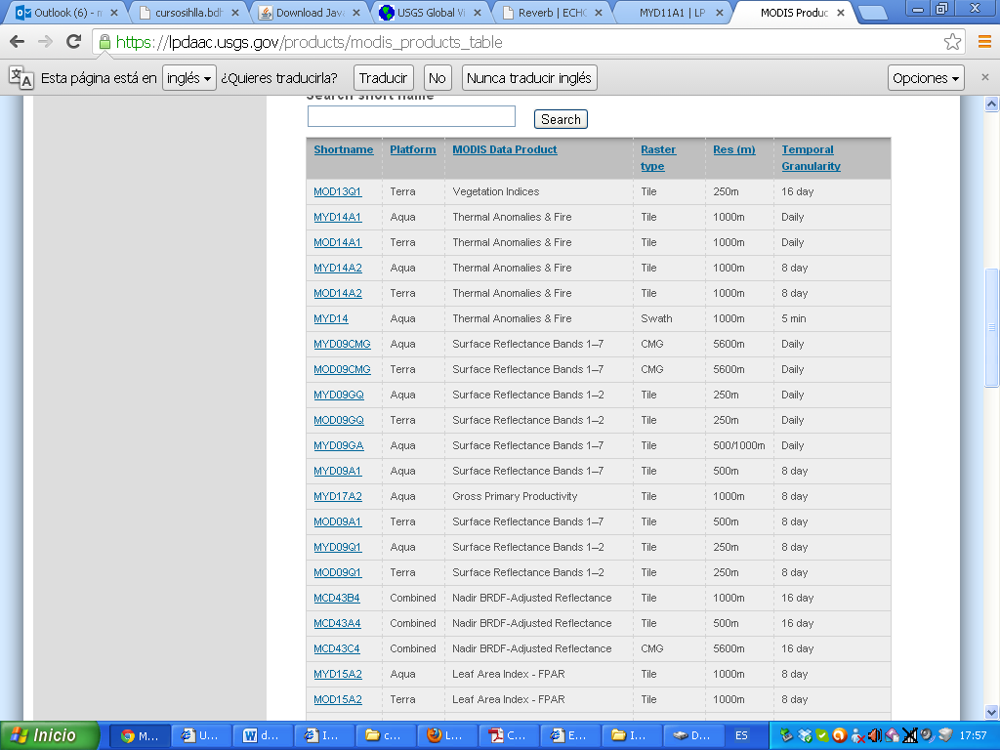 Outlook (6) - r
cursosihlla.bdh
Download Java
USGS Global Vi
Reverb | ECHO
MYD11A1 | LP
MODIS Produc
https://lpdaac.usgs.gov/products/modis_products_table
Esta página está en inglés ¿Quieres traducirla? Traducir No Nunca traducir inglés Opciones
Search short name
Search
Shortname Platform MODIS Data Product Raster type Res (m) Temporal Granularity
MOD13Q1 Terra Vegetation Indices Tile 250m 16 day
MYD14A1 Aqua Thermal Anomalies & Fire Tile 1000m Daily
MOD14A1 Terra Thermal Anomalies & Fire Tile 1000m Daily
MYD14A2 Aqua Thermal Anomalies & Fire Tile 1000m 8 day
MOD14A2 Terra Thermal Anomalies & Fire Tile 1000m 8 day
MYD14 Aqua Thermal Anomalies & Fire Swath 1000m 5 min
MYD09CMG Aqua Surface Reflectance Bands 1–7 CMG 5600m Daily
MOD09CMG Terra Surface Reflectance Bands 1–7 CMG 5600m Daily
MYD09GQ Aqua Surface Reflectance Bands 1–2 Tile 250m Daily
MOD09GQ Terra Surface Reflectance Bands 1–2 Tile 250m Daily
MYD09GA Aqua Surface Reflectance Bands 1–7 Tile 500/1000m Daily
MYD09A1 Aqua Surface Reflectance Bands 1–7 Tile 500m 8 day
MYD17A2 Aqua Gross Primary Productivity Tile 1000m 8 day
MOD09A1 Terra Surface Reflectance Bands 1–7 Tile 500m 8 day
MYD09Q1 Aqua Surface Reflectance Bands 1–2 Tile 250m 8 day
MOD09Q1 Terra Surface Reflectance Bands 1–2 Tile 250m 8 day
MCD43B4 Combined Nadir BRDF-Adjusted Reflectance Tile 1000m 16 day
MCD43A4 Combined Nadir BRDF-Adjusted Reflectance Tile 500m 16 day
MCD43C4 Combined Nadir BRDF-Adjusted Reflectance CMG 5600m 16 day
MYD15A2 Aqua Leaf Area Index - FPAR Tile 1000m 8 day
MOD15A2 Terra Leaf Area Index - FPAR Tile 1000m 8 day
Inicio M... U... d... I... c... L... C... E... I... D... ES 17:57